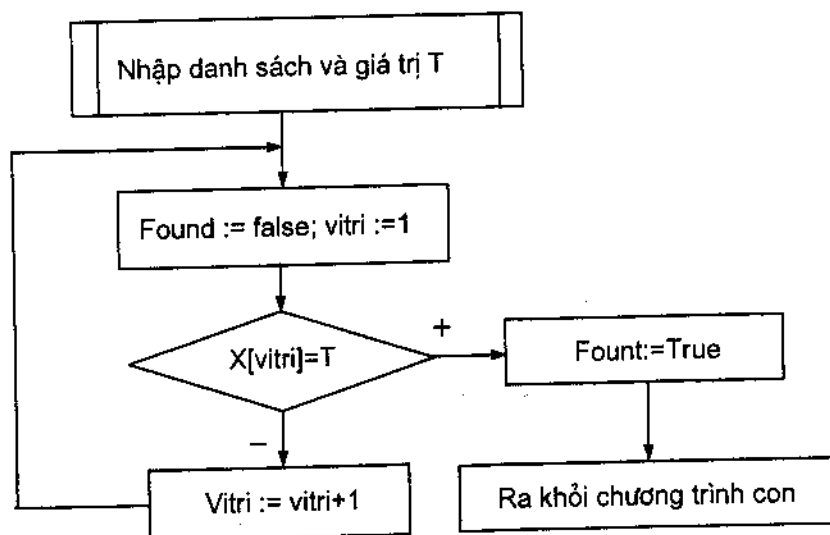 Nhập danh sách và giá trị T
Found := false; vitri :=1
X[vitri]=T
+
Fount:=True
–
Vitri := vitri+1
Ra khỏi chương trình con